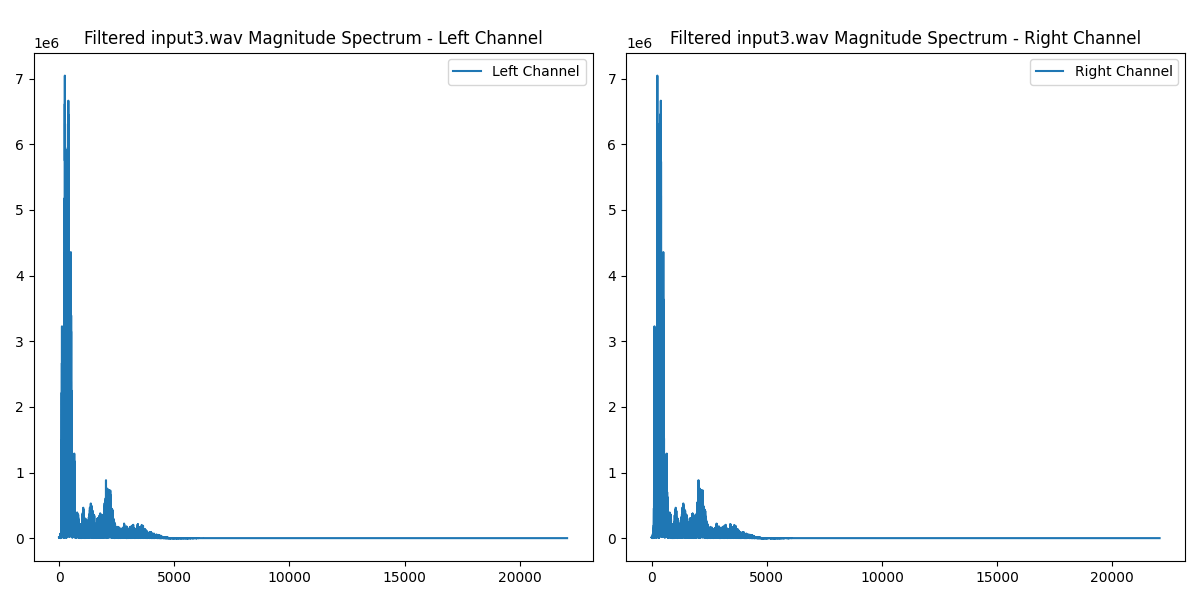 Filtered input3.wav Magnitude Spectrum - Left Channel
1e6
Left Channel
7
6
5
4
3
2
1
0
0 5000 10000 15000 20000
Filtered input3.wav Magnitude Spectrum - Right Channel
1e6
Right Channel
7
6
5
4
3
2
1
0
0 5000 10000 15000 20000